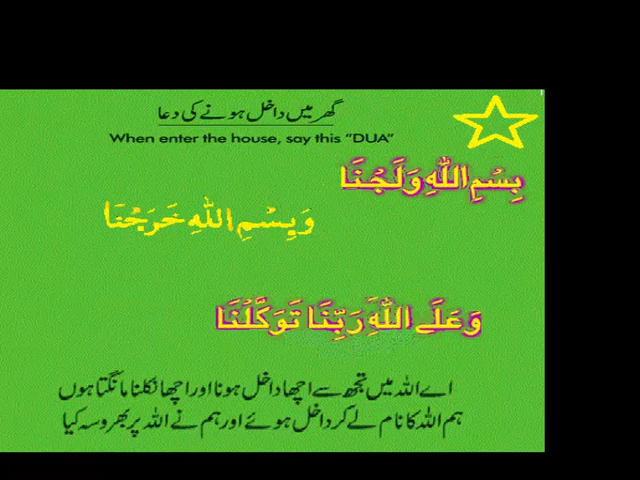 گھر میں داخل ہونے کی دعا
When enter the house, say this "DUA"
بِسْمِ اللّٰهِ وَلَجْنَا
وَبِسْمِ اللّٰهِ خَرَجْنَا
وَعَلَے اللّٰهِ رَبِّنَا تَوَكَّلْنَا
اے اللہ میں تجھ سے اچھا داخل ہونا اور اچھا نکلنا مانگتا ہوں
ہم اللہ کا نام لے کر داخل ہوئے اور ہم نے اللہ پر بھروسہ کیا